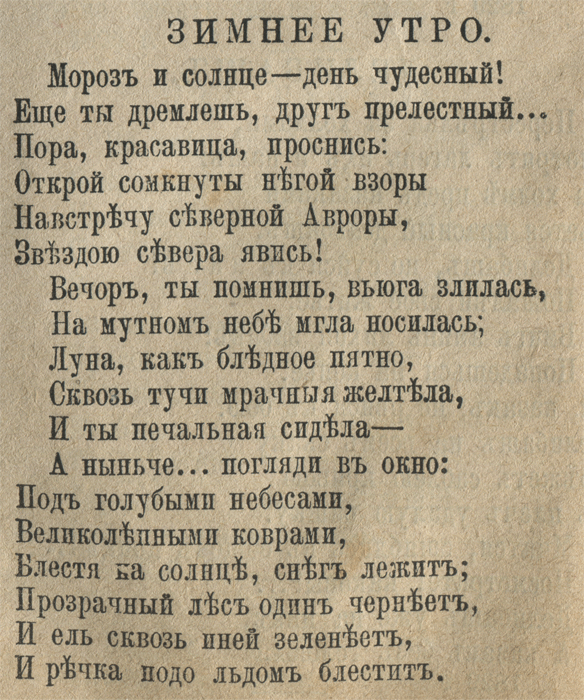 ЗИМНЕЕ УТРО.
Морозъ и солнце—день чудесный!
Еще ты дремлешь, другъ прелестный...
Пора, красавица, проснись:
Открой сомкнуты нѣгой взоры
Навстрѣчу сѣверной Авроры,
Звѣздою сѣвера явись!
Вечоръ, ты помнишь, вьюга злилась,
На мутномъ небѣ мгла носилась;
Луна, какъ блѣдное пятно,
Сквозь тучи мрачныя желтѣла,
И ты печальная сидѣла—
А ныньче... погляди въ окно:
Подъ голубыми небесами,
Великолѣпными коврами,
Блестя на солнцѣ, снѣгъ лежитъ;
Прозрачный лѣсъ одинъ чернѣетъ,
И ель сквозь иней зеленѣетъ,
И рѣчка подо льдомъ блеститъ.